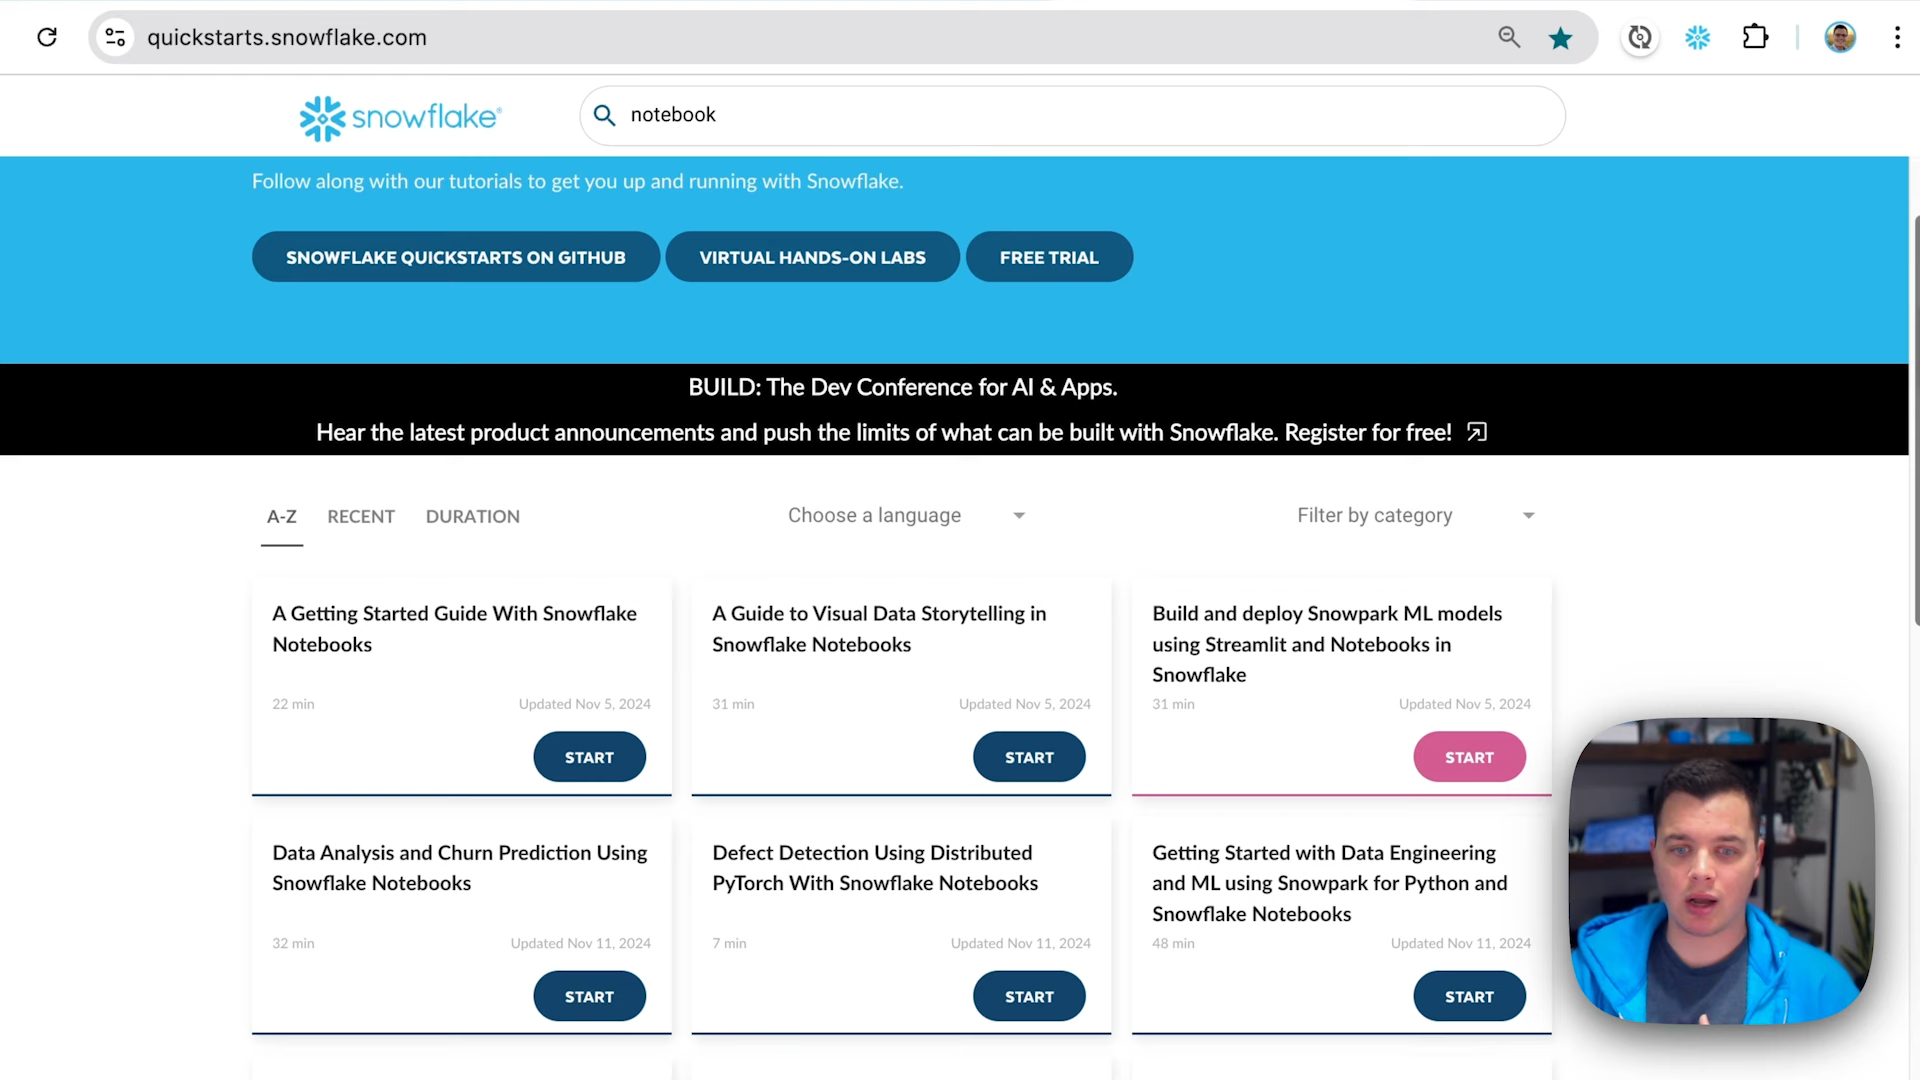 quickstarts.snowflake.com
snowflake
notebook
Follow along with our tutorials to get you up and running with Snowflake.
SNOWFLAKE QUICKSTARTS ON GITHUB
VIRTUAL HANDS-ON LABS
FREE TRIAL
BUILD: The Dev Conference for AI & Apps.
Hear the latest product announcements and push the limits of what can be built with Snowflake. Register for free!
A-Z
RECENT
DURATION
Choose a language
Filter by category
A Getting Started Guide With Snowflake
Notebooks
22 min
Updated Nov 5, 2024
START
A Guide to Visual Data Storytelling in
Snowflake Notebooks
31 min
Updated Nov 5, 2024
START
Build and deploy Snowpark ML models
using Streamlit and Notebooks in
Snowflake
31 min
Updated Nov 5, 2024
START
Data Analysis and Churn Prediction Using
Snowflake Notebooks
32 min
Updated Nov 11, 2024
START
Defect Detection Using Distributed
PyTorch With Snowflake Notebooks
7 min
Updated Nov 11, 2024
START
Getting Started with Data Engineering
and ML using Snowpark for Python and
Snowflake Notebooks
48 min
Updated Nov 11, 2024
START